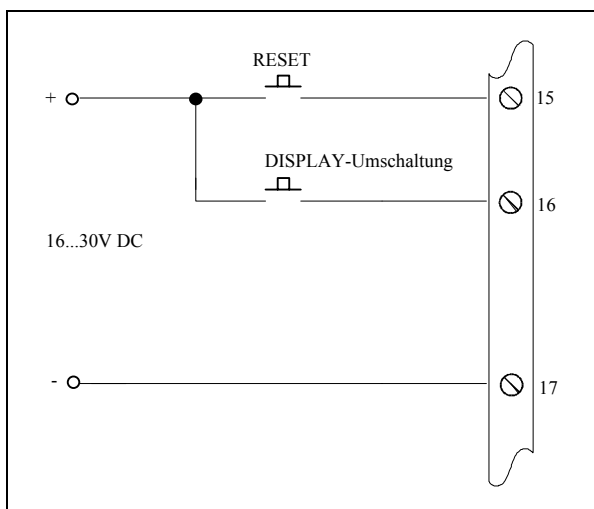 RESET
+
15
DISPLAY-Umschaltung
16
16...30V DC
-
17